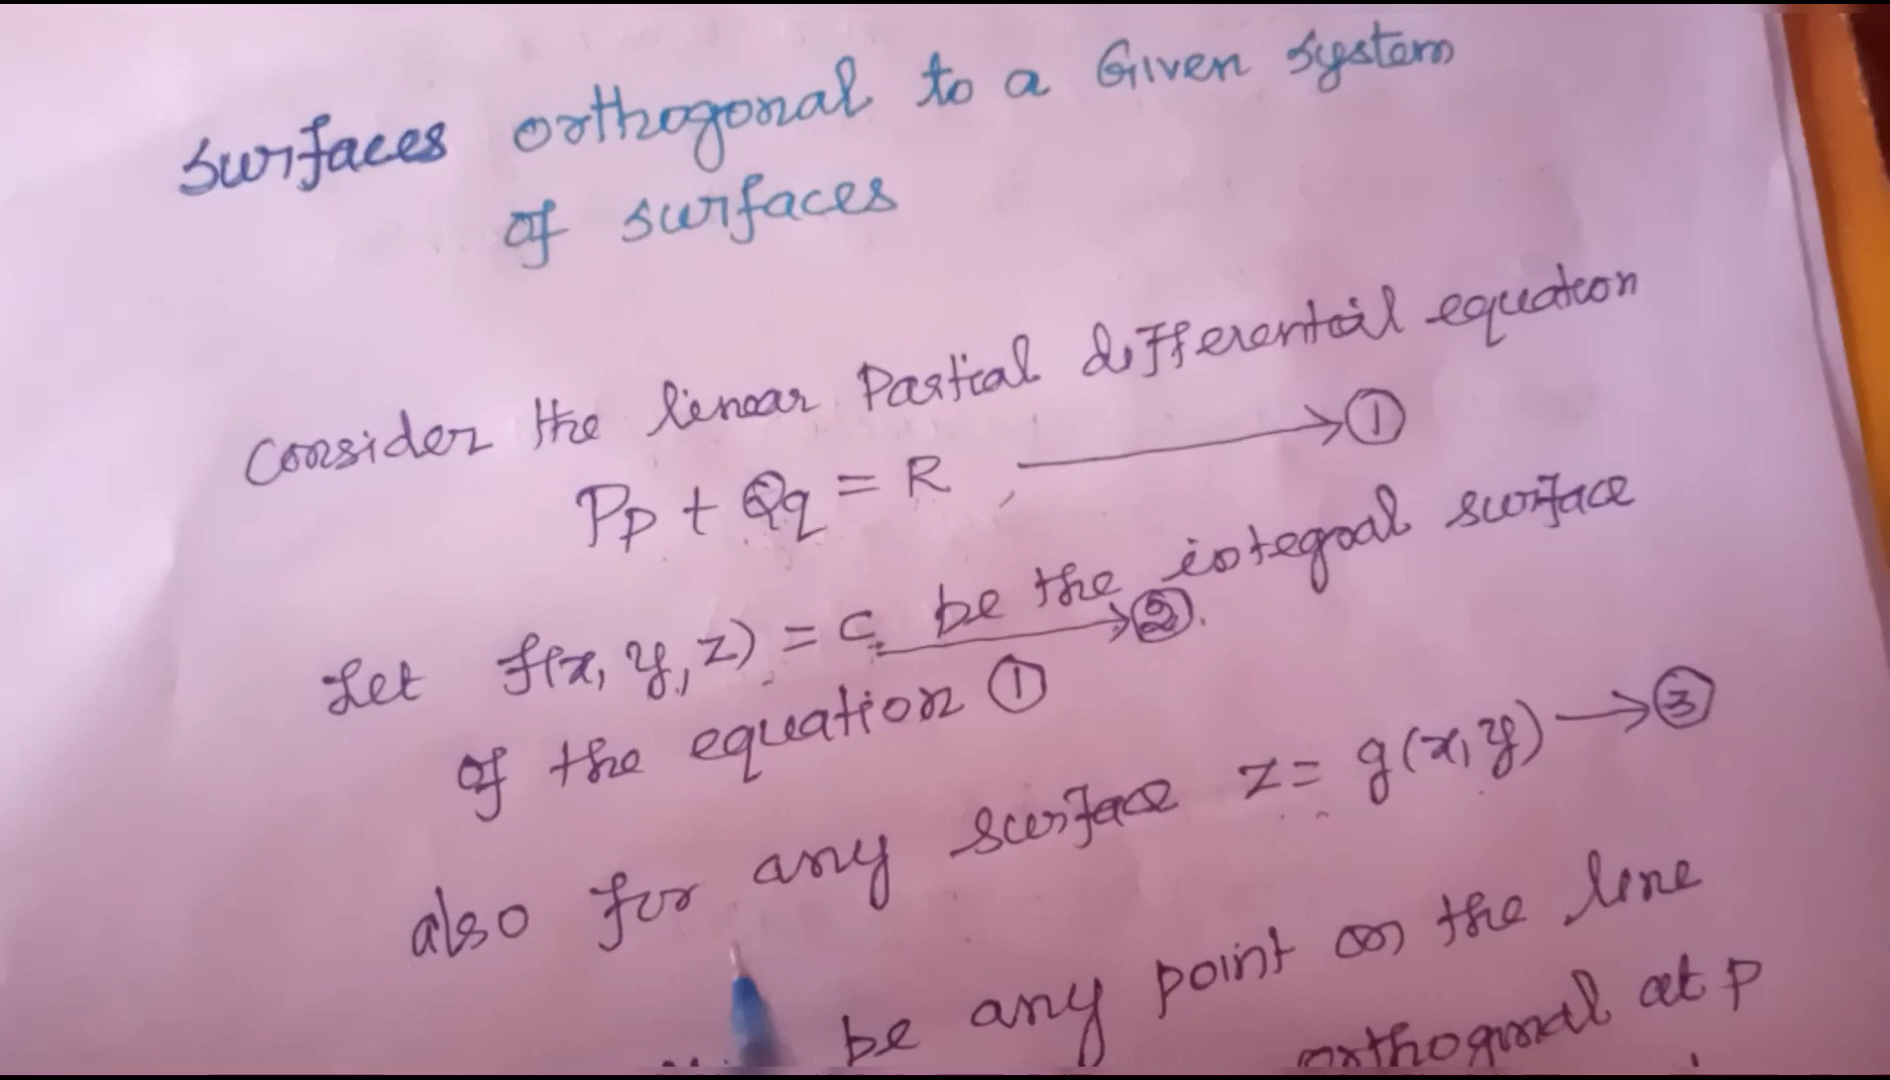 Surfaces orthogonal to a Given system
of surfaces
Consider the linear Partial differential equation
Pp + Qq = R → ①
Let f(x, y, z) = c be the integral surface → ②.
of the equation ①
also for any surface z = g(x, y) → ③
be any point on the line
orthogonal at p